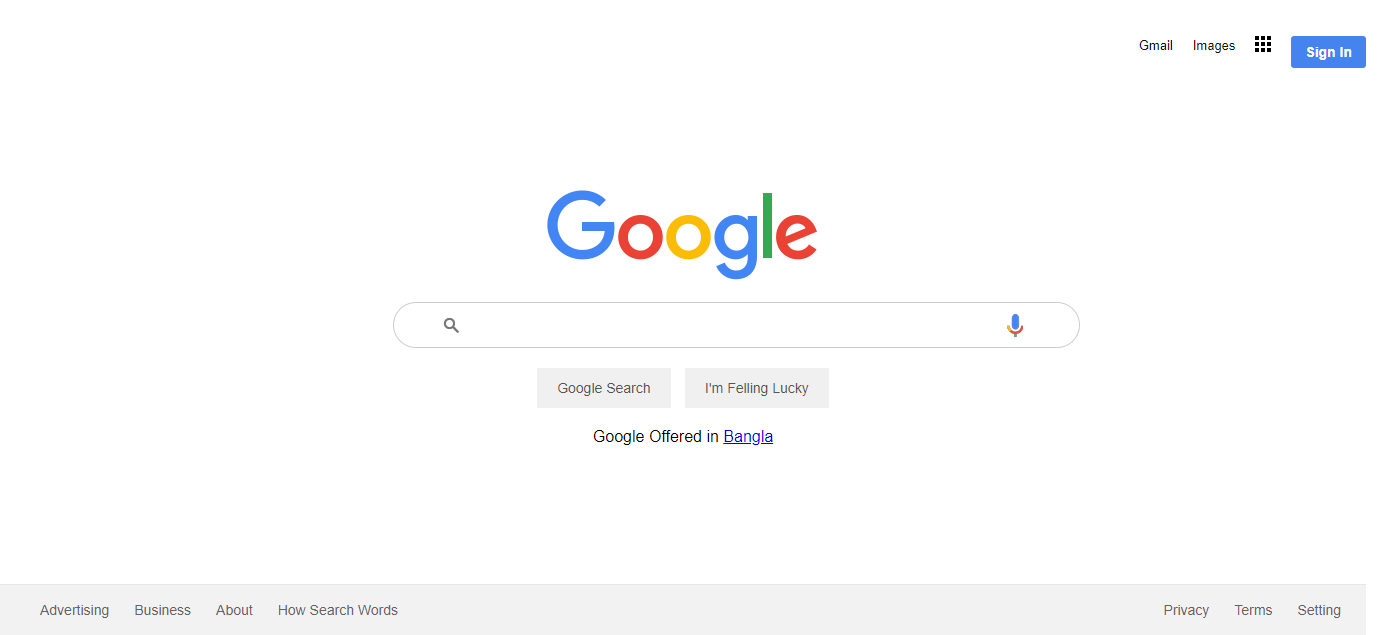 Gmail Images Sign In
Google
Google Search I'm Felling Lucky
Google Offered in Bangla
Advertising Business About How Search Words Privacy Terms Setting